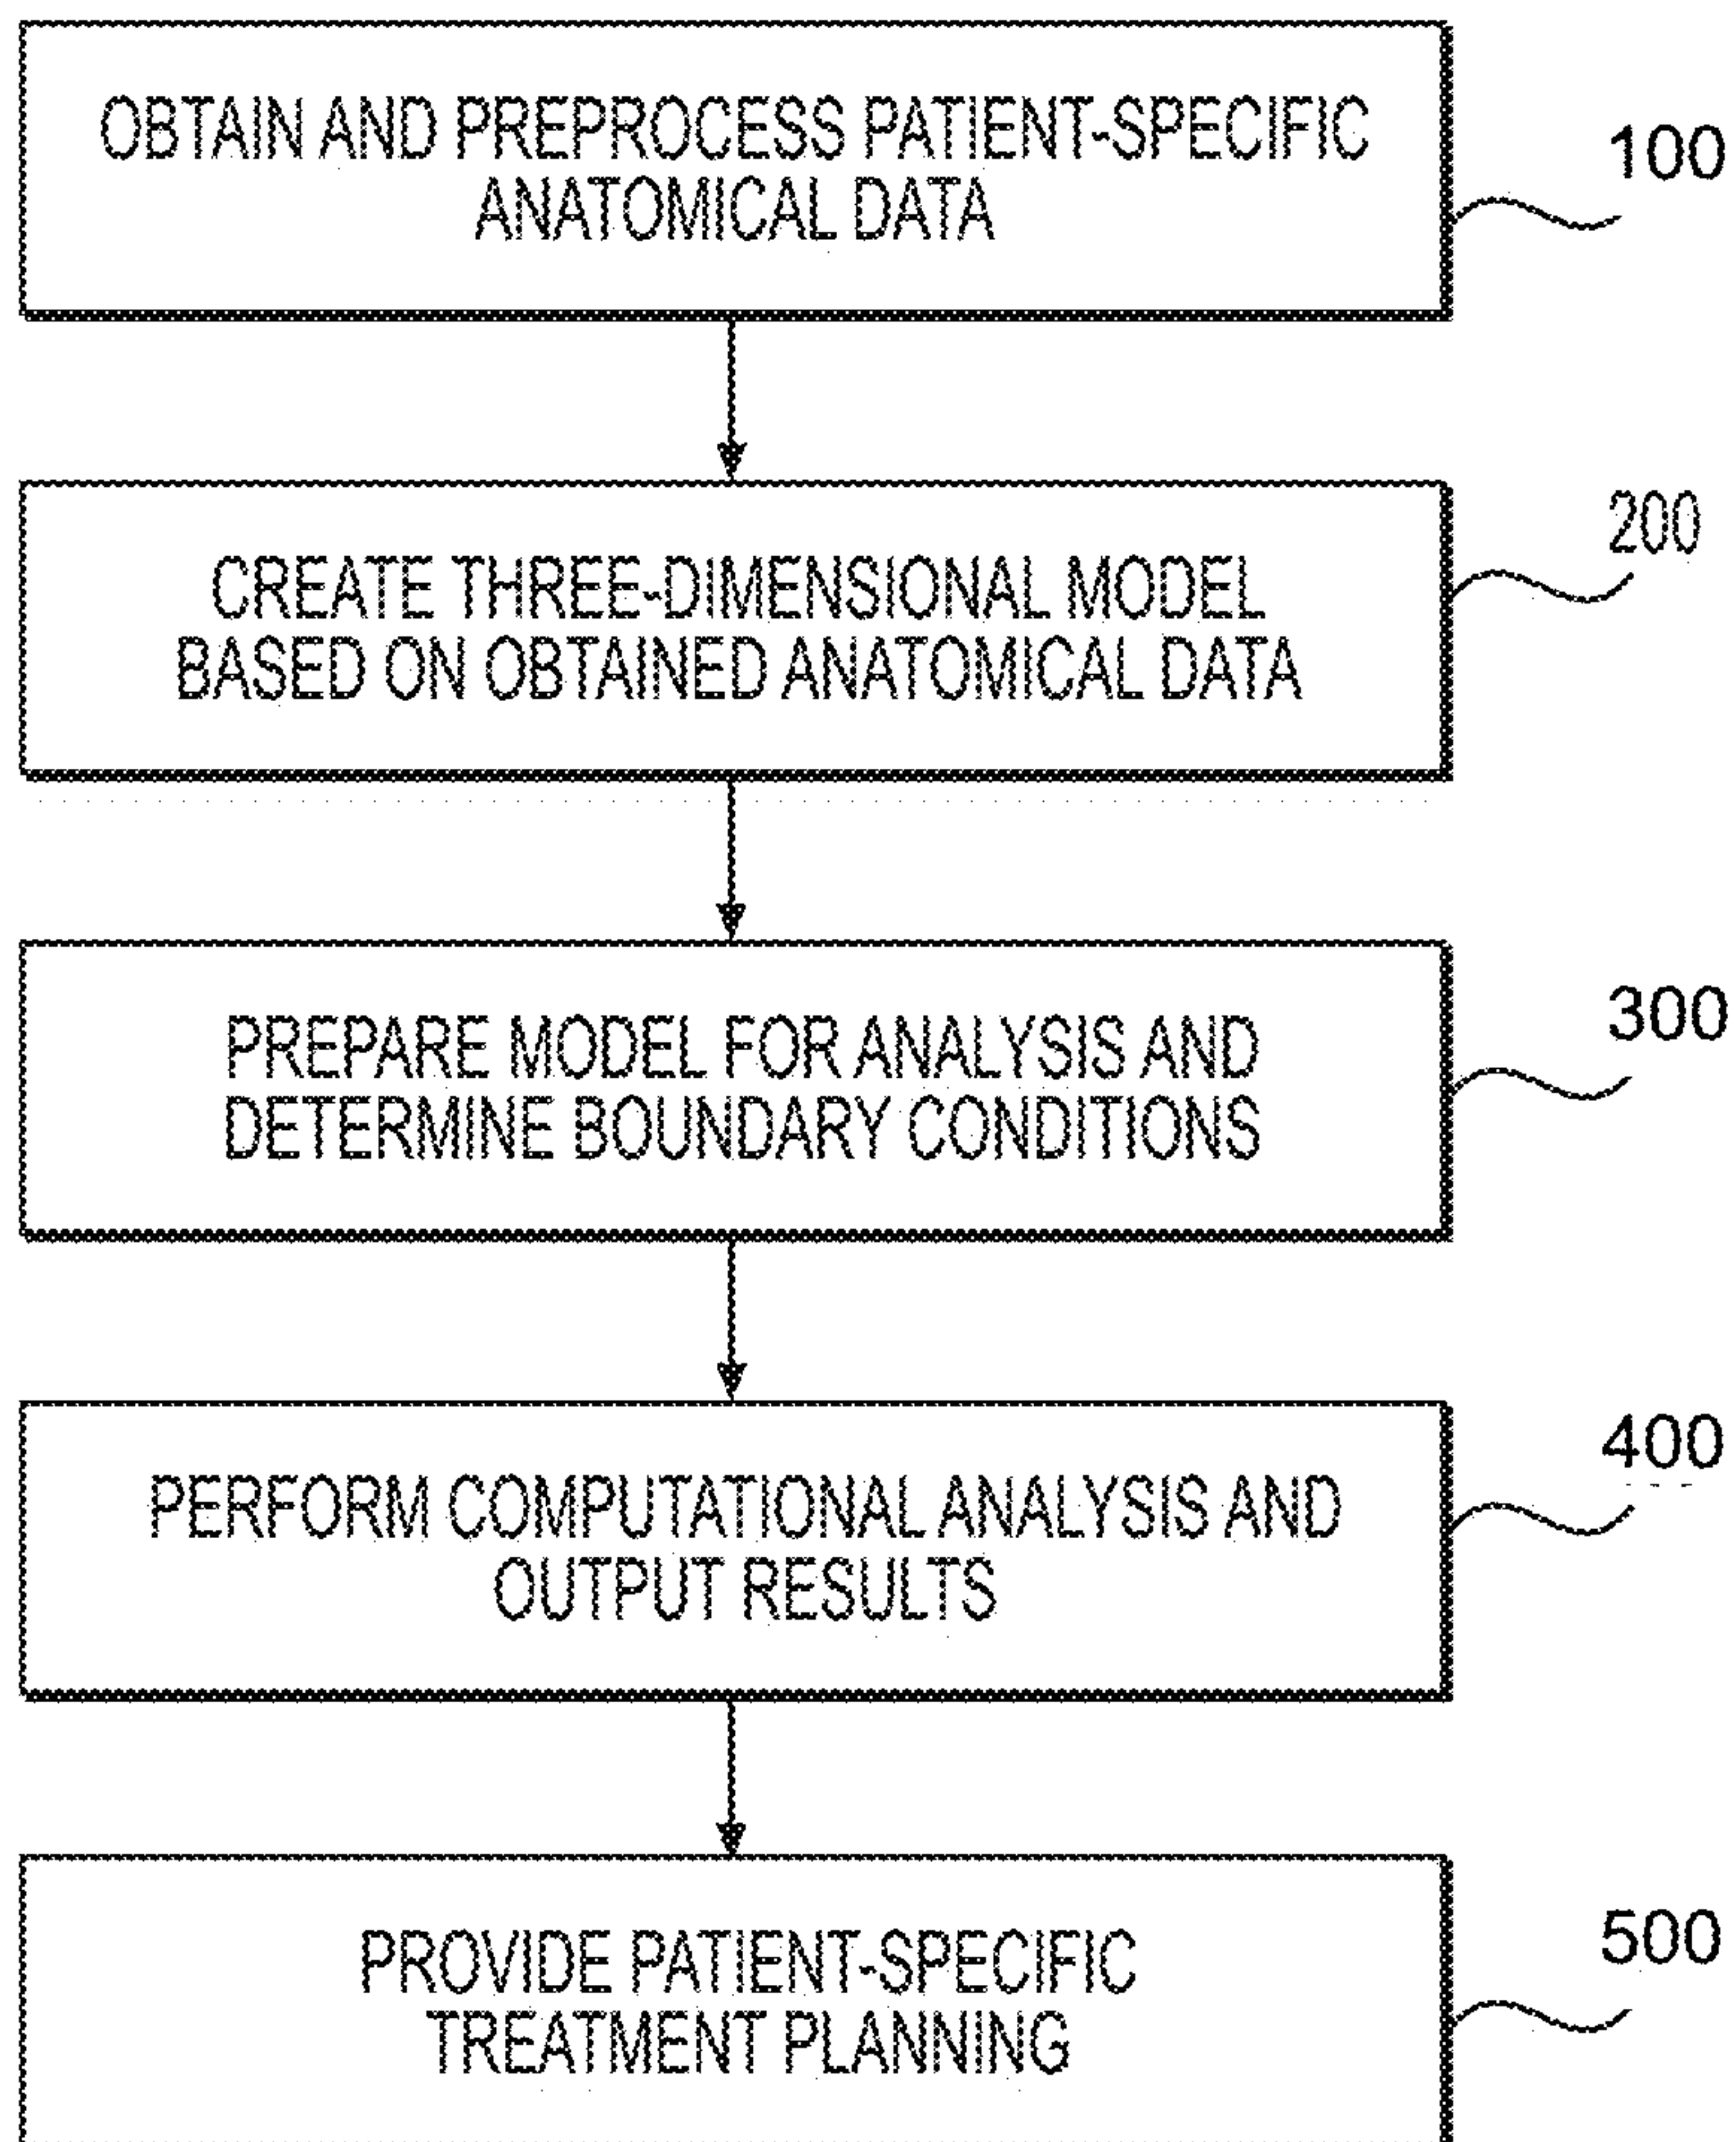 OBTAIN AND PREPROCESS PATIENT-SPECIFIC
ANATOMICAL DATA
100
CREATE THREE-DIMENSIONAL MODEL
BASED ON OBTAINED ANATOMICAL DATA
200
PREPARE MODEL FOR ANALYSIS AND
DETERMINE BOUNDARY CONDITIONS
300
PERFORM COMPUTATIONAL ANALYSIS AND
OUTPUT RESULTS
400
PROVIDE PATIENT-SPECIFIC
TREATMENT PLANNING
500